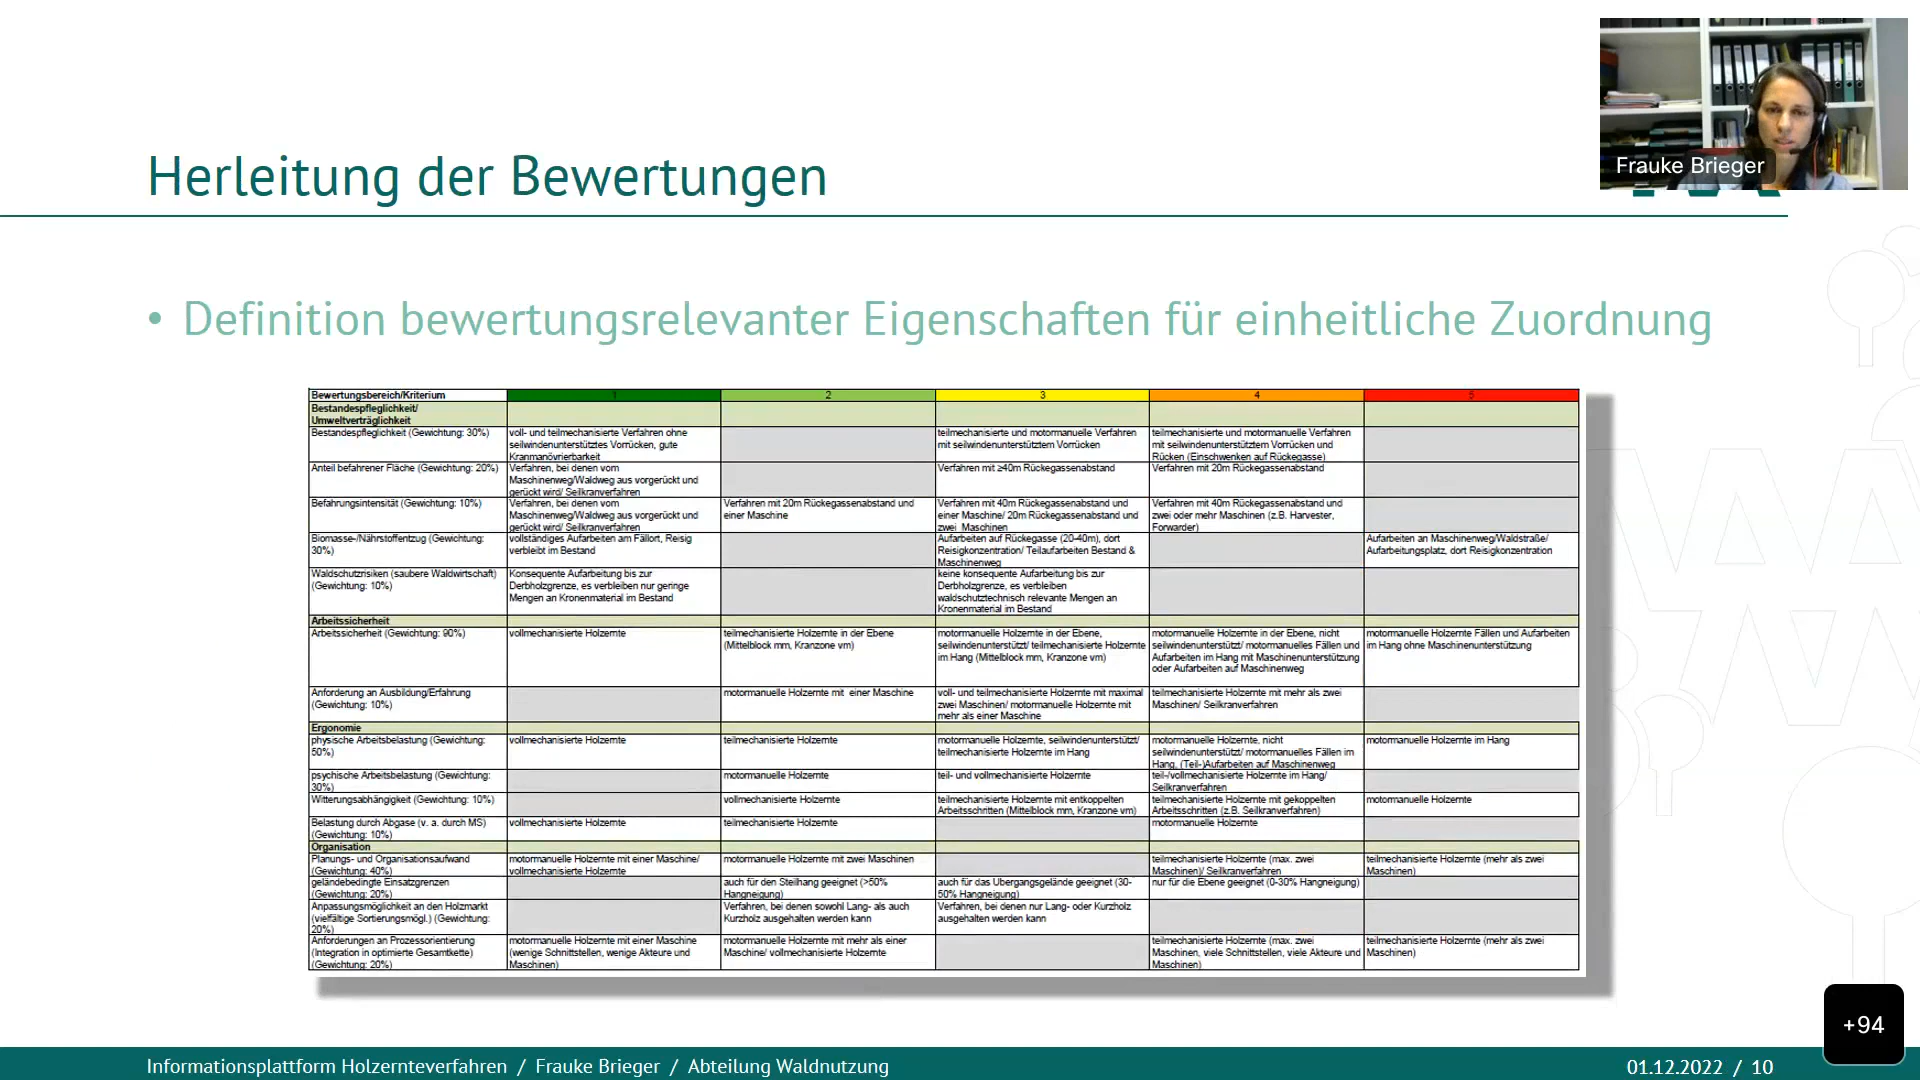 Frauke Brieger
Herleitung der Bewertungen
• Definition bewertungsrelevanter Eigenschaften für einheitliche Zuordnung
Bewertungsbereich/Kriterium 1 2 3 4 5
Bestandespfleglichkeit/
Umweltverträglichkeit
Bestandespfleglichkeit (Gewichtung: 30%)
voll- und teilmechanisierte Verfahren ohne
seilwindenunterstütztes Vorrücken, gute
Kranmanövrierbarkeit
teilmechanisierte und motormanuelle Verfahren
mit seilwindenunterstütztem Vorrücken
teilmechanisierte und motormanuelle Verfahren
mit seilwindenunterstütztem Vorrücken und
Rücken (Einschwenken auf Rückegasse)
Anteil befahrener Fläche (Gewichtung: 20%)
Verfahren, bei denen vom
Maschinenweg/Waldweg aus vorgerückt und
gerückt wird/ Seilkranverfahren
Verfahren mit ≥40m Rückegassenabstand
Verfahren mit 20m Rückegassenabstand
Befahrungsintensität (Gewichtung: 10%)
Verfahren, bei denen vom
Maschinenweg/Waldweg aus vorgerückt und
gerückt wird/ Seilkranverfahren
Verfahren mit 20m Rückegassenabstand und
einer Maschine
Verfahren mit 40m Rückegassenabstand und
einer Maschine/ 20m Rückegassenabstand und
zwei Maschinen
Verfahren mit 40m Rückegassenabstand und
zwei oder mehr Maschinen (z.B. Harvester,
Forwarder)
Biomasse-/Nährstoffentzug (Gewichtung:
30%)
vollständiges Aufarbeiten am Fällort, Reisig
verbleibt im Bestand
Aufarbeiten auf Rückegasse (20-40m), dort
Reisigkonzentration/ Teilaufarbeiten Bestand &
Maschinenweg
Aufarbeiten an Maschinenweg/Waldstraße/
Aufarbeitungsplatz, dort Reisigkonzentration
Waldschutzrisiken (saubere Waldwirtschaft)
(Gewichtung: 10%)
Konsequente Aufarbeitung bis zur
Derbholzgrenze, es verbleiben nur geringe
Mengen an Kronenmaterial im Bestand
keine konsequente Aufarbeitung bis zur
Derbholzgrenze, es verbleiben
waldschutztechnisch relevante Mengen an
Kronenmaterial im Bestand
Arbeitssicherheit
Arbeitssicherheit (Gewichtung: 90%)
vollmechanisierte Holzernte
teilmechanisierte Holzernte in der Ebene
(Mittelblock mm, Kranzone vm)
motormanuelle Holzernte in der Ebene,
seilwindenunterstützt/ teilmechanisierte Holzernte
im Hang (Mittelblock mm, Kranzone vm)
motormanuelle Holzernte in der Ebene, nicht
seilwindenunterstützt/ motormanuelles Fällen und
Aufarbeiten im Hang mit Maschinenunterstützung
oder Aufarbeiten auf Maschinenweg
motormanuelle Holzernte Fällen und Aufarbeiten
im Hang ohne Maschinenunterstützung
Anforderung an Ausbildung/Erfahrung
(Gewichtung: 10%)
motormanuelle Holzernte mit einer Maschine
voll- und teilmechanisierte Holzernte mit maximal
zwei Maschinen/ motormanuelle Holzernte mit
mehr als einer Maschine
teilmechanisierte Holzernte mit mehr als zwei
Maschinen/ Seilkranverfahren
Ergonomie
physische Arbeitsbelastung (Gewichtung:
50%)
vollmechanisierte Holzernte
teilmechanisierte Holzernte
motormanuelle Holzernte, seilwindenunterstützt/
teilmechanisierte Holzernte im Hang
motormanuelle Holzernte, nicht
seilwindenunterstützt/ motormanuelles Fällen im
Hang, (Teil-)Aufarbeiten auf Maschinenweg
motormanuelle Holzernte im Hang
psychische Arbeitsbelastung (Gewichtung:
30%)
motormanuelle Holzernte
teil- und vollmechanisierte Holzernte
teil-/vollmechanisierte Holzernte im Hang/
Seilkranverfahren
Witterungsabhängigkeit (Gewichtung: 10%)
vollmechanisierte Holzernte
teilmechanisierte Holzernte mit entkoppelten
Arbeitsschritten (Mittelblock mm, Kranzone vm)
teilmechanisierte Holzernte mit gekoppelten
Arbeitsschritten (z.B. Seilkranverfahren)
motormanuelle Holzernte
Belastung durch Abgase (v. a. durch MS)
(Gewichtung: 10%)
vollmechanisierte Holzernte
teilmechanisierte Holzernte
motormanuelle Holzernte
Organisation
Planungs- und Organisationsaufwand
(Gewichtung: 40%)
motormanuelle Holzernte mit einer Maschine/
vollmechanisierte Holzernte
motormanuelle Holzernte mit zwei Maschinen
teilmechanisierte Holzernte (max. zwei
Maschinen)/ Seilkranverfahren
teilmechanisierte Holzernte (mehr als zwei
Maschinen)
geländebedingte Einsatzgrenzen
(Gewichtung: 20%)
auch für den Steilhang geeignet (>50%
Hangneigung)
auch für das Übergangsgelände geeignet (30-
50% Hangneigung)
nur für die Ebene geeignet (0-30% Hangneigung)
Anpassungsmöglichkeit an den Holzmarkt
(vielfältige Sortierungsmögl.) (Gewichtung:
20%)
Verfahren, bei denen sowohl Lang- als auch
Kurzholz ausgehalten werden kann
Verfahren, bei denen nur Lang- oder Kurzholz
ausgehalten werden kann
Anforderungen an Prozessorientierung
(Integration in optimierte Gesamtkette)
(Gewichtung: 20%)
motormanuelle Holzernte mit einer Maschine
(wenige Schnittstellen, wenige Akteure und
Maschinen)
motormanuelle Holzernte mit mehr als einer
Maschine/ vollmechanisierte Holzernte
teilmechanisierte Holzernte (max. zwei
Maschinen, viele Schnittstellen, viele Akteure und
Maschinen)
teilmechanisierte Holzernte (mehr als zwei
Maschinen)
+94
Informationsplattform Holzernteverfahren / Frauke Brieger / Abteilung Waldnutzung
01.12.2022 / 10